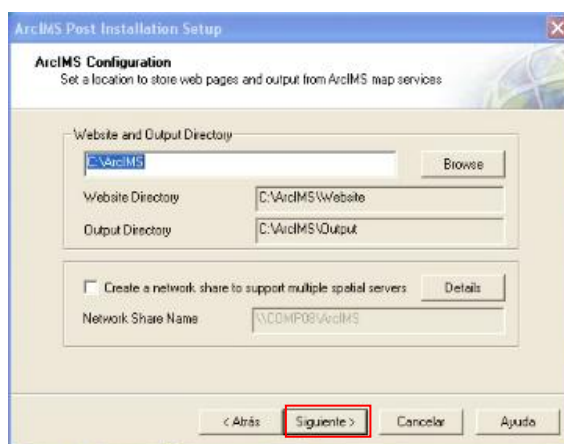 ArcIMS Post Installation Setup
ArcIMS Configuration
Set a location to store web pages and output from ArcIMS map services
Website and Output Directory
C:\ArcIMS
Browse
Website Directory
C:\ArcIMS\Website
Output Directory
C:\ArcIMS\Output
Create a network share to support multiple spatial servers
Details
Network Share Name
\\COMP08\ArcIMS
< Atrás
Siguiente >
Cancelar
Ayuda